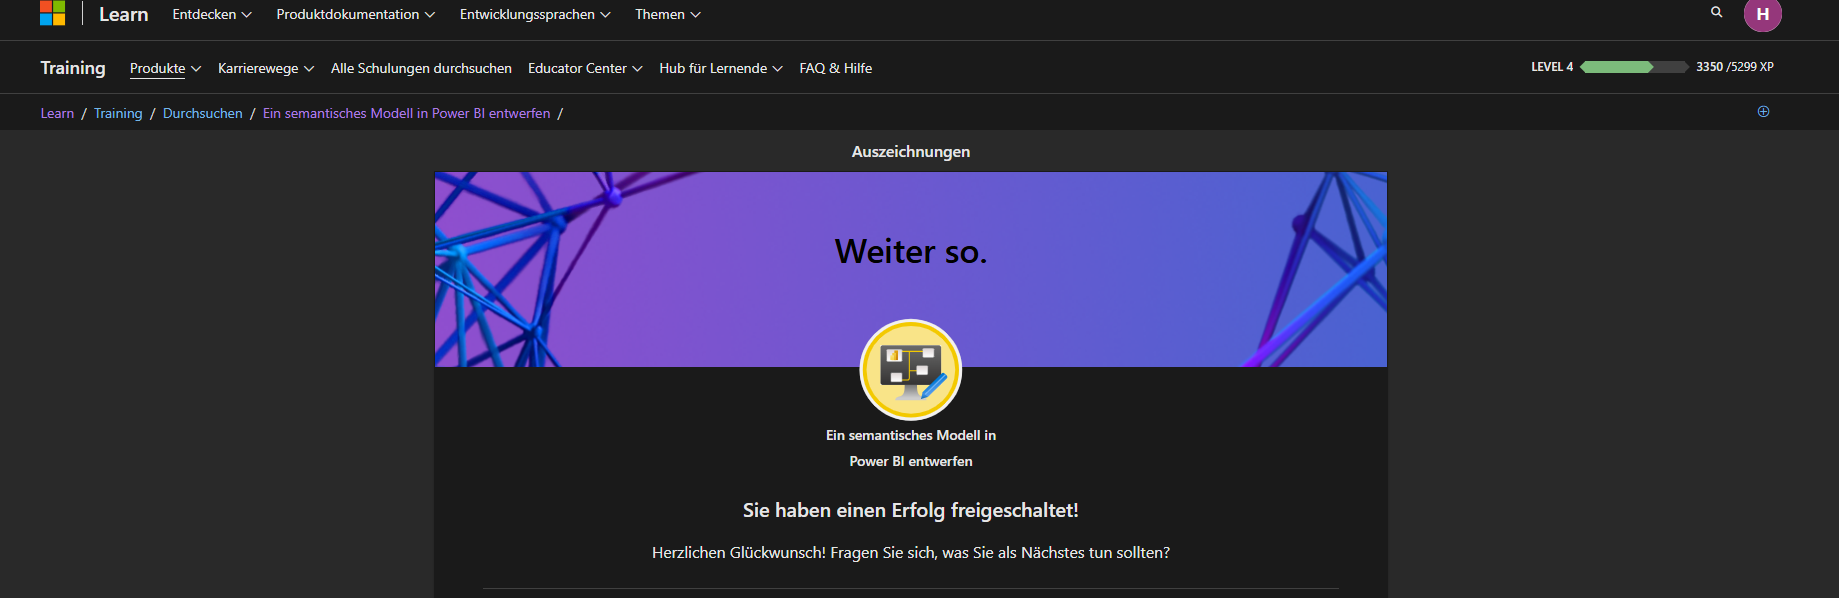 Learn Entdecken Produktdokumentation Entwicklungssprachen Themen H
Training Produkte Karrierewege Alle Schulungen durchsuchen Educator Center Hub für Lernende FAQ & Hilfe LEVEL 4 3350 /5299 XP
Learn / Training / Durchsuchen / Ein semantisches Modell in Power BI entwerfen /
Auszeichnungen
Weiter so.
Ein semantisches Modell in
Power BI entwerfen
Sie haben einen Erfolg freigeschaltet!
Herzlichen Glückwunsch! Fragen Sie sich, was Sie als Nächstes tun sollten?